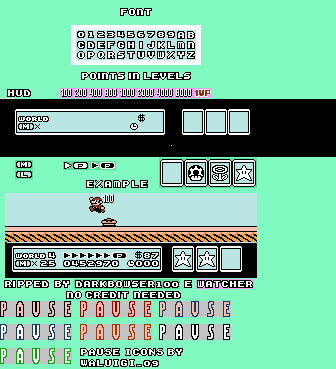 FONT
0123456789AB
CDEFGHIJKLMN
OPQRSTUVWXYZ
POINTS IN LEVELS
HUD
100 200 400 800 1000 2000 4000 8000 1UP
WORLD $
(M)×
(M) P P
(L)
EXAMPLE
100
WORLD 4 P $87
(M)× 25 0452970 000
RIPPED BY DARKBOWSER100 E WATCHER
NO CREDIT NEEDED
PAUSE PAUSE PAUSE
PAUSE PAUSE PAUSE
PAUSE PAUSE ICONS BY
WALUIGI_09